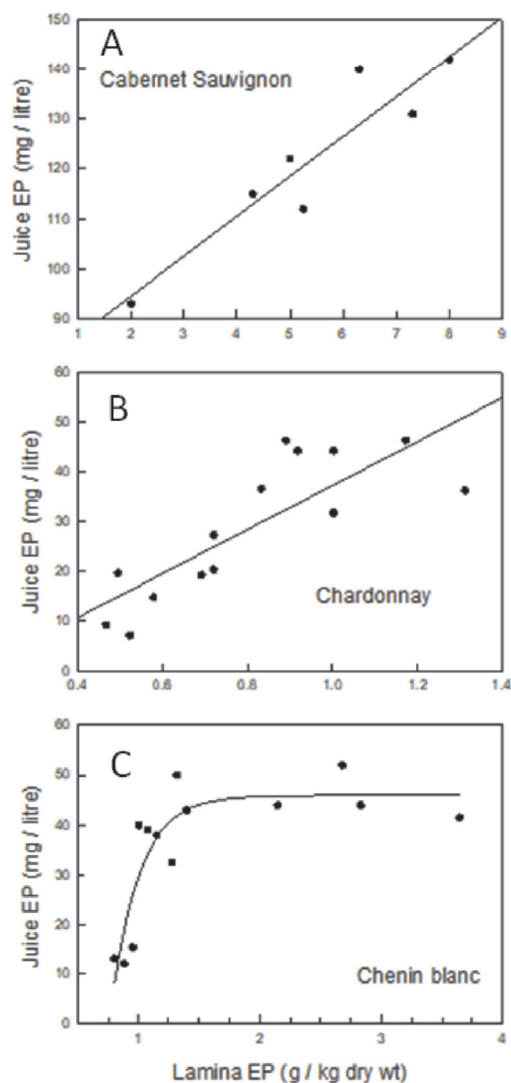 A
Cabernet Sauvignon
Juice EP (mg / litre)
150
140
130
120
110
100
90
1 2 3 4 5 6 7 8 9
B
Chardonnay
Juice EP (mg / litre)
60
50
40
30
20
10
0
0.4 0.6 0.8 1.0 1.2 1.4
C
Chenin blanc
Juice EP (mg / litre)
60
50
40
30
20
10
0
1 2 3 4
Lamina EP (g / kg dry wt)